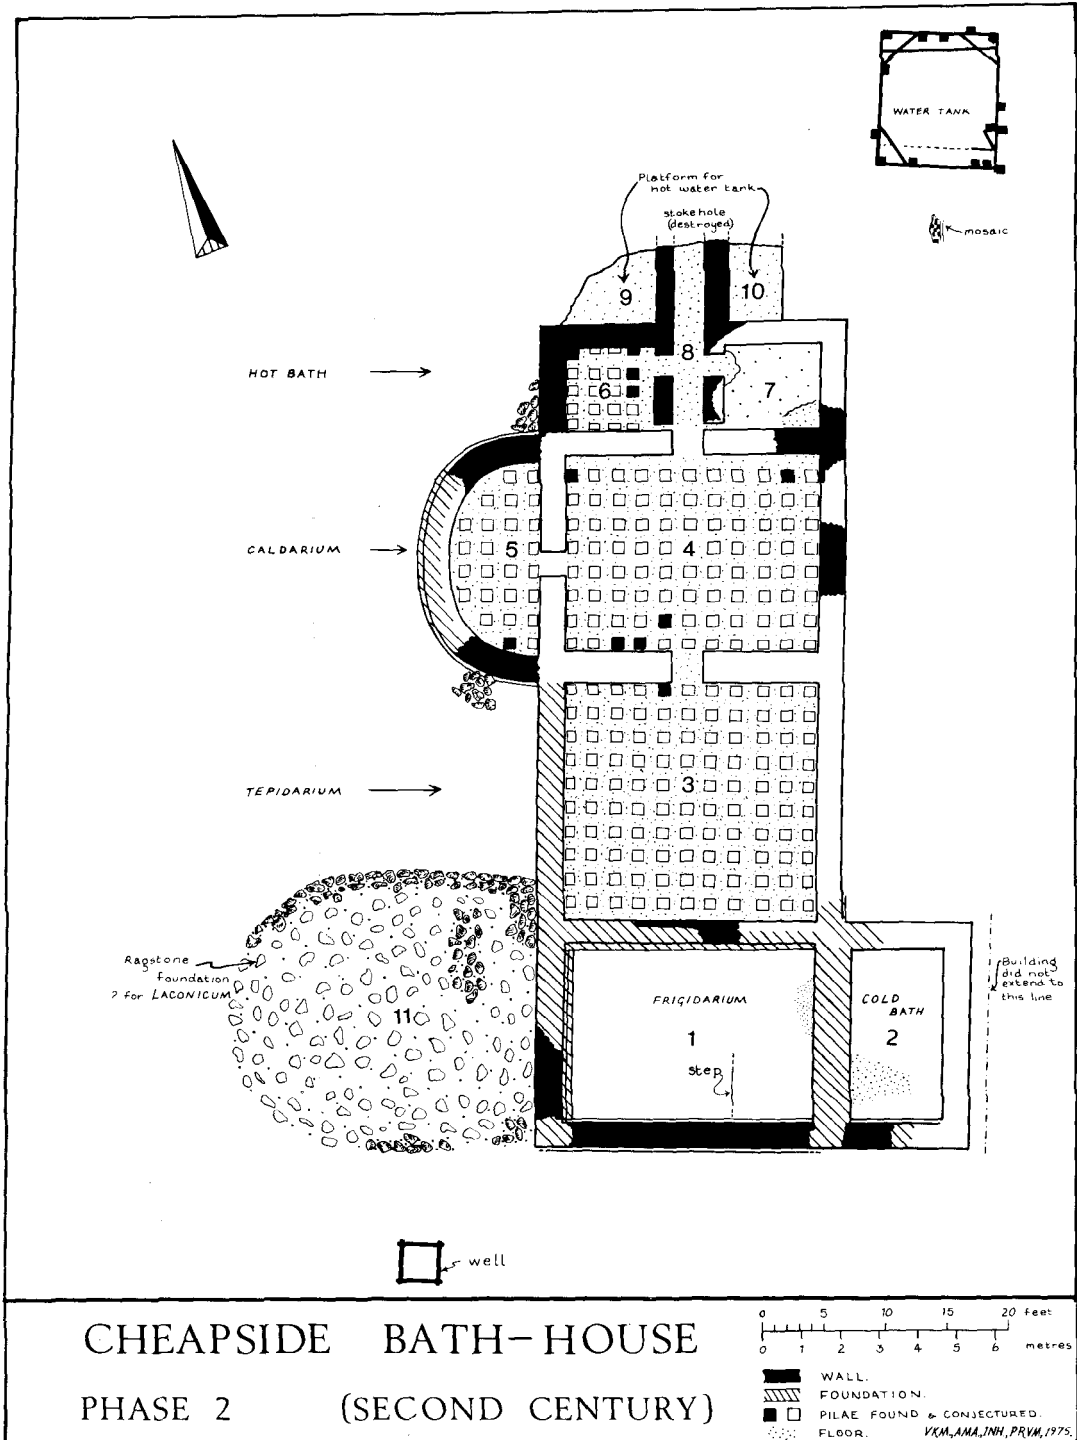 WATER TANK
Platform for
hot water tank
stoke hole
(destroyed)
mosaic
9
10
8
HOT BATH
6
7
CALDARIUM
5
4
TEPIDARIUM
3
Ragstone
foundation
? for LACONICUM
11
FRIGIDARIUM
1
step
COLD
BATH
2
Building
did not
extend to
this line
well
CHEAPSIDE BATH-HOUSE
PHASE 2 (SECOND CENTURY)
0 5 10 15 20 feet
0 1 2 3 4 5 6 metres
WALL.
FOUNDATION.
PILAE FOUND & CONJECTURED.
FLOOR.
VKM, AMA, INH, PRVM, 1975.